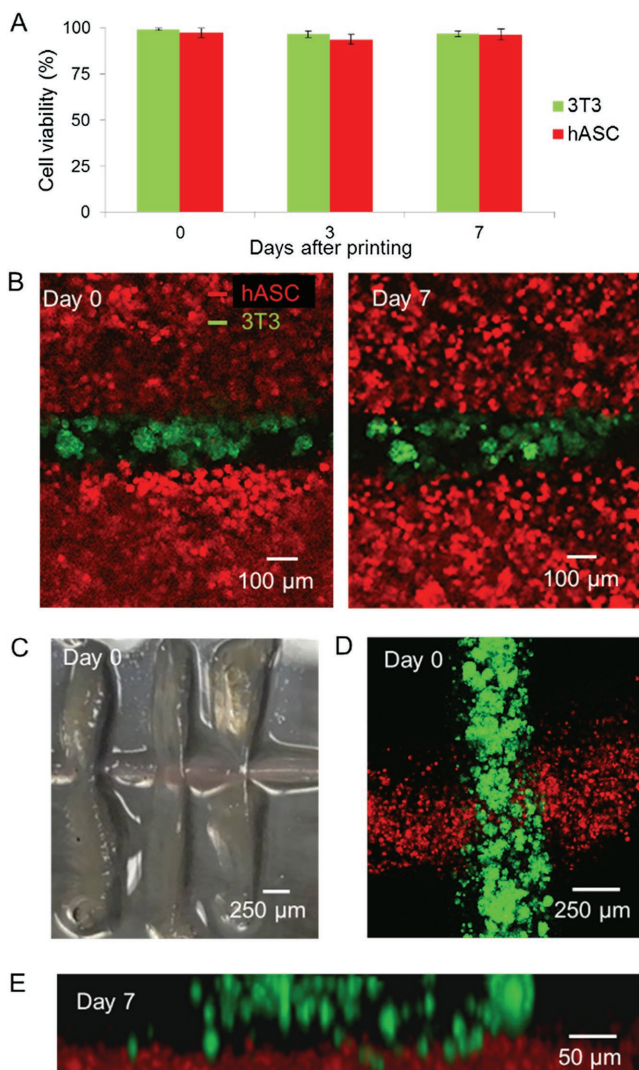 A
Cell viability (%)
100
75
50
25
0
0
3
7
Days after printing
3T3
hASC
B
Day 0
hASC
3T3
100 µm
Day 7
100 µm
C
Day 0
250 µm
D
Day 0
250 µm
E
Day 7
50 µm